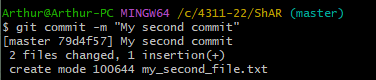 Arthur@Arthur-PC MINGW64 /c/4311-22/ShAR (master)
$ git commit -m "My second commit"
[master 79d4f57] My second commit
 2 files changed, 1 insertion(+)
 create mode 100644 my_second_file.txt